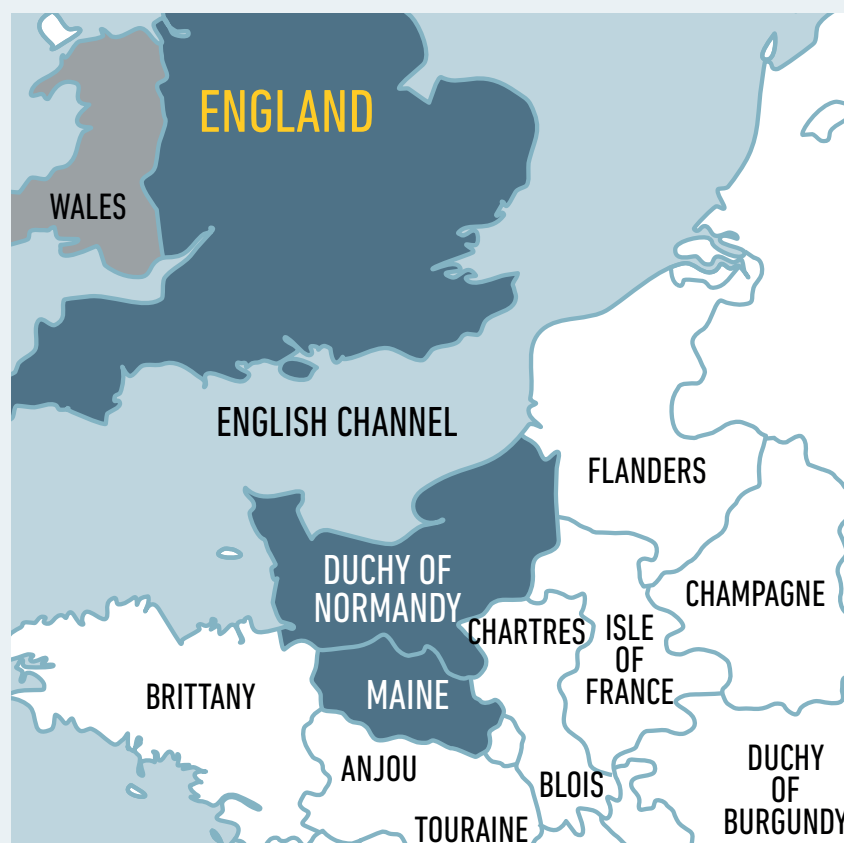 ENGLAND
WALES
ENGLISH CHANNEL
FLANDERS
DUCHY OF
NORMANDY
CHAMPAGNE
CHARTRES
ISLE
OF
FRANCE
BRITTANY
MAINE
ANJOU
BLOIS
DUCHY
OF
BURGUNDY
TOURAINE